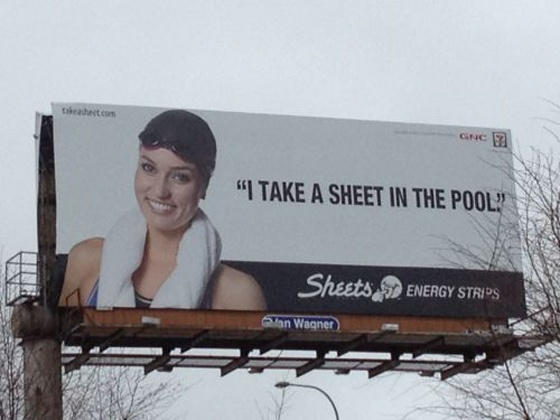 takeasheet.com
GNC
"I TAKE A SHEET IN THE POOL."
Sheets ENERGY STRIPS
Van Wagner